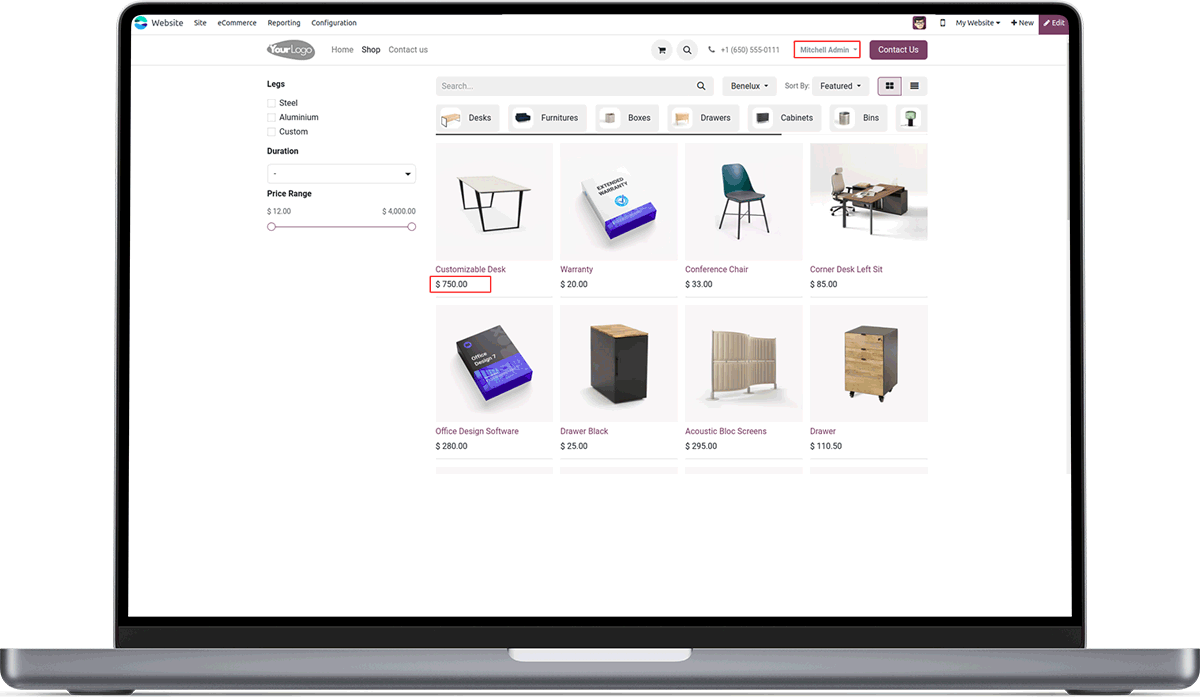 Website Site eCommerce Reporting Configuration My Website + New Edit
YourLogo Home Shop Contact us +1 (650) 555-0111 Mitchell Admin Contact Us
Legs
Steel
Aluminium
Custom
Duration
-
Price Range
$ 12.00 $ 4,000.00
Search... Benelux Sort By: Featured
Desks Furnitures Boxes Drawers Cabinets Bins
EXTENDED
WARRANTY
Customizable Desk Warranty Conference Chair Corner Desk Left Sit
$ 750.00 $ 20.00 $ 33.00 $ 85.00
Office
Design 7
Office Design Software Drawer Black Acoustic Bloc Screens Drawer
$ 280.00 $ 25.00 $ 295.00 $ 110.50